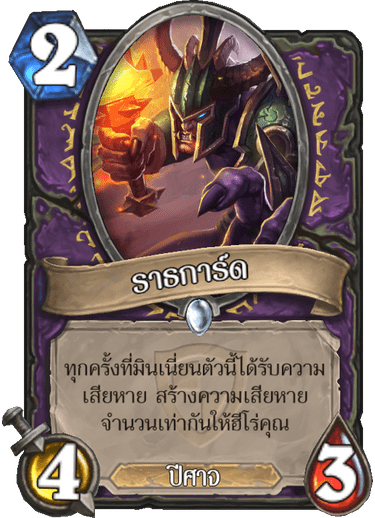 2
ราธการ์ด
ทุกครั้งที่มินเนี่ยนตัวนี้ได้รับความ
เสียหาย สร้างความเสียหาย
จำนวนเท่ากันให้ฮีโร่คุณ
4
ปีศาจ
3